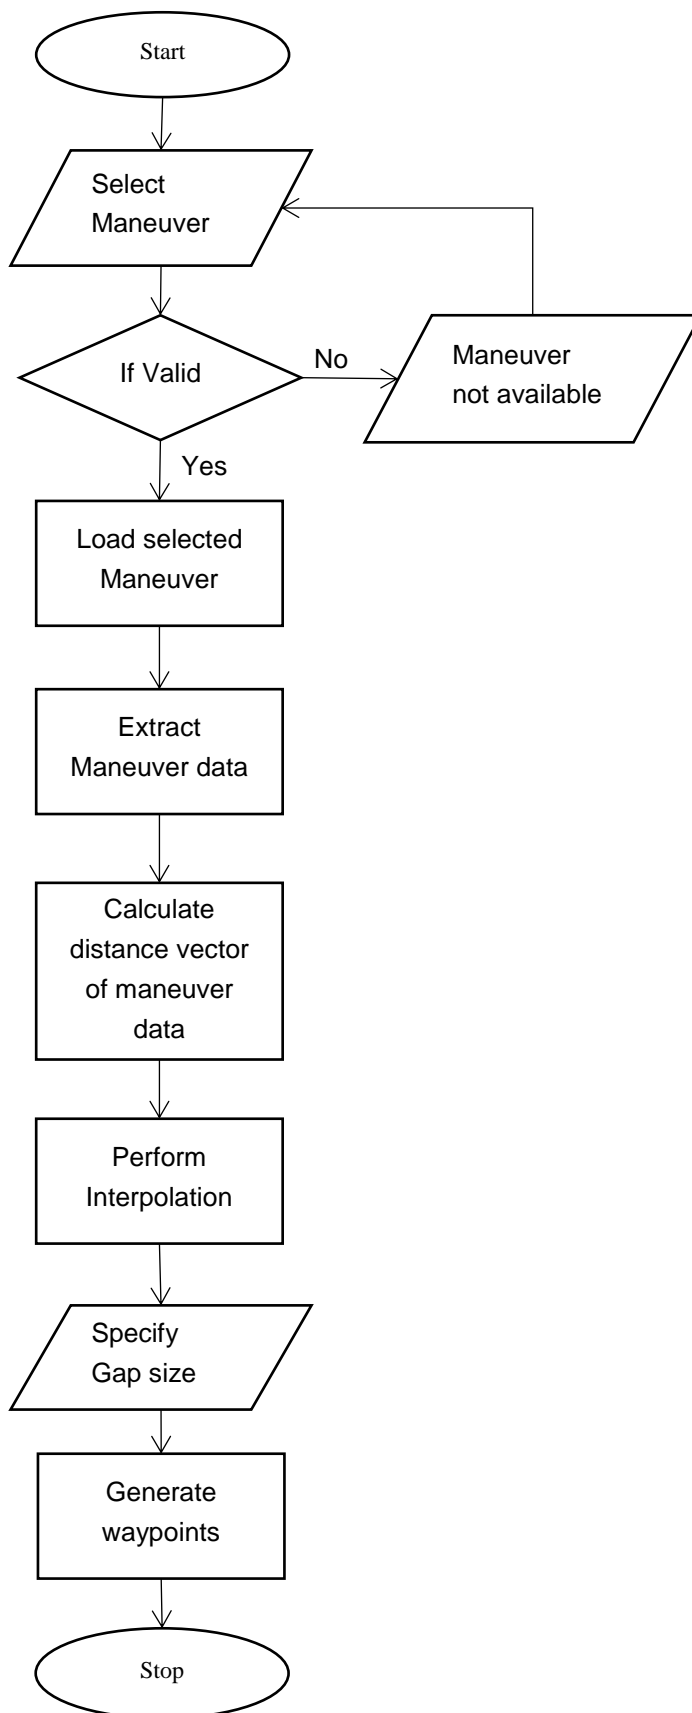 Start
Select
Maneuver
If Valid
No
Maneuver
not available
Yes
Load selected
Maneuver
Extract
Maneuver data
Calculate
distance vector
of maneuver
data
Perform
Interpolation
Specify
Gap size
Generate
waypoints
Stop